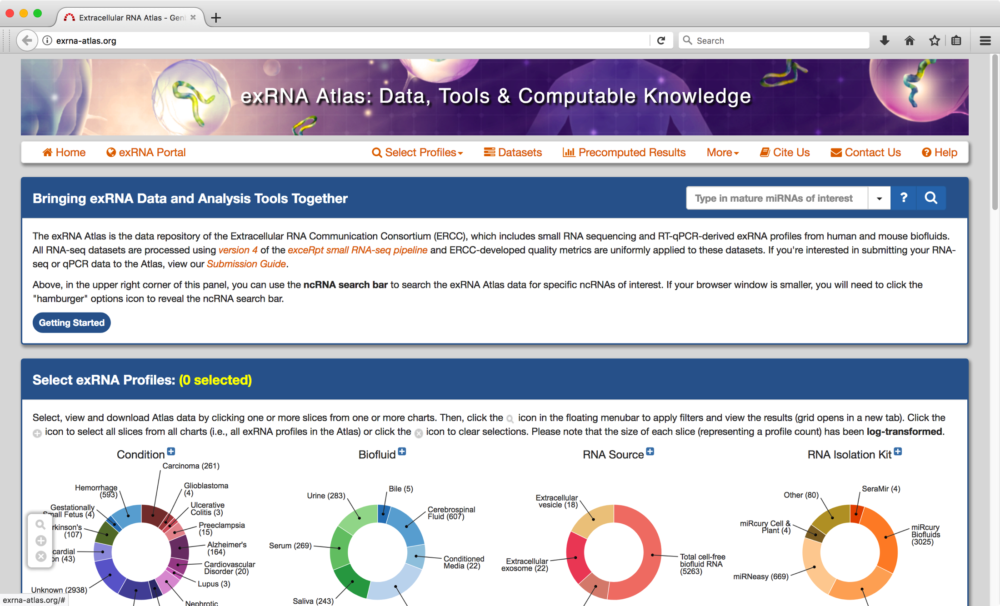 Extracellular RNA Atlas - Gen
exrna-atlas.org
Search
exRNA Atlas: Data, Tools & Computable Knowledge
Home
exRNA Portal
Select Profiles
Datasets
Precomputed Results
More
Cite Us
Contact Us
Help
Bringing exRNA Data and Analysis Tools Together
Type in mature miRNAs of interest
?
The exRNA Atlas is the data repository of the Extracellular RNA Communication Consortium (ERCC), which includes small RNA sequencing and RT-qPCR-derived exRNA profiles from human and mouse biofluids.
All RNA-seq datasets are processed using version 4 of the exceRpt small RNA-seq pipeline and ERCC-developed quality metrics are uniformly applied to these datasets. If you're interested in submitting your RNA-
seq or qPCR data to the Atlas, view our Submission Guide.
Above, in the upper right corner of this panel, you can use the ncRNA search bar to search the exRNA Atlas data for specific ncRNAs of interest. If your browser window is smaller, you will need to click the
"hamburger" options icon to reveal the ncRNA search bar.
Getting Started
Select exRNA Profiles: (0 selected)
Select, view and download Atlas data by clicking one or more slices from one or more charts. Then, click the icon in the floating menubar to apply filters and view the results (grid opens in a new tab). Click the
icon to select all slices from all charts (i.e., all exRNA profiles in the Atlas) or click the icon to clear selections. Please note that the size of each slice (representing a profile count) has been log-transformed.
Condition
Carcinoma (261)
Glioblastoma
(4)
Ulcerative
Colitis (3)
Preeclampsia
(15)
Alzheimer's
(164)
Cardiovascular
Disorder (20)
Lupus (3)
Nephrotic
Hemorrhage
(593)
Gestationally
Small Fetus (4)
rkinson's
(107)
cardial
on (43)
Unknown (2938)
Biofluid
Bile (5)
Cerebrospinal
Fluid (607)
Conditioned
Media (22)
Urine (283)
Serum (269)
Saliva (243)
RNA Source
Extracellular
vesicle (18)
Extracellular
exosome (22)
Total cell-free
biofluid RNA
(5263)
RNA Isolation Kit
SeraMir (4)
Other (80)
miRcury Cell &
Plant (4)
miRcury
Biofluids
(3025)
miRNeasy (669)
exrna-atlas.org/#